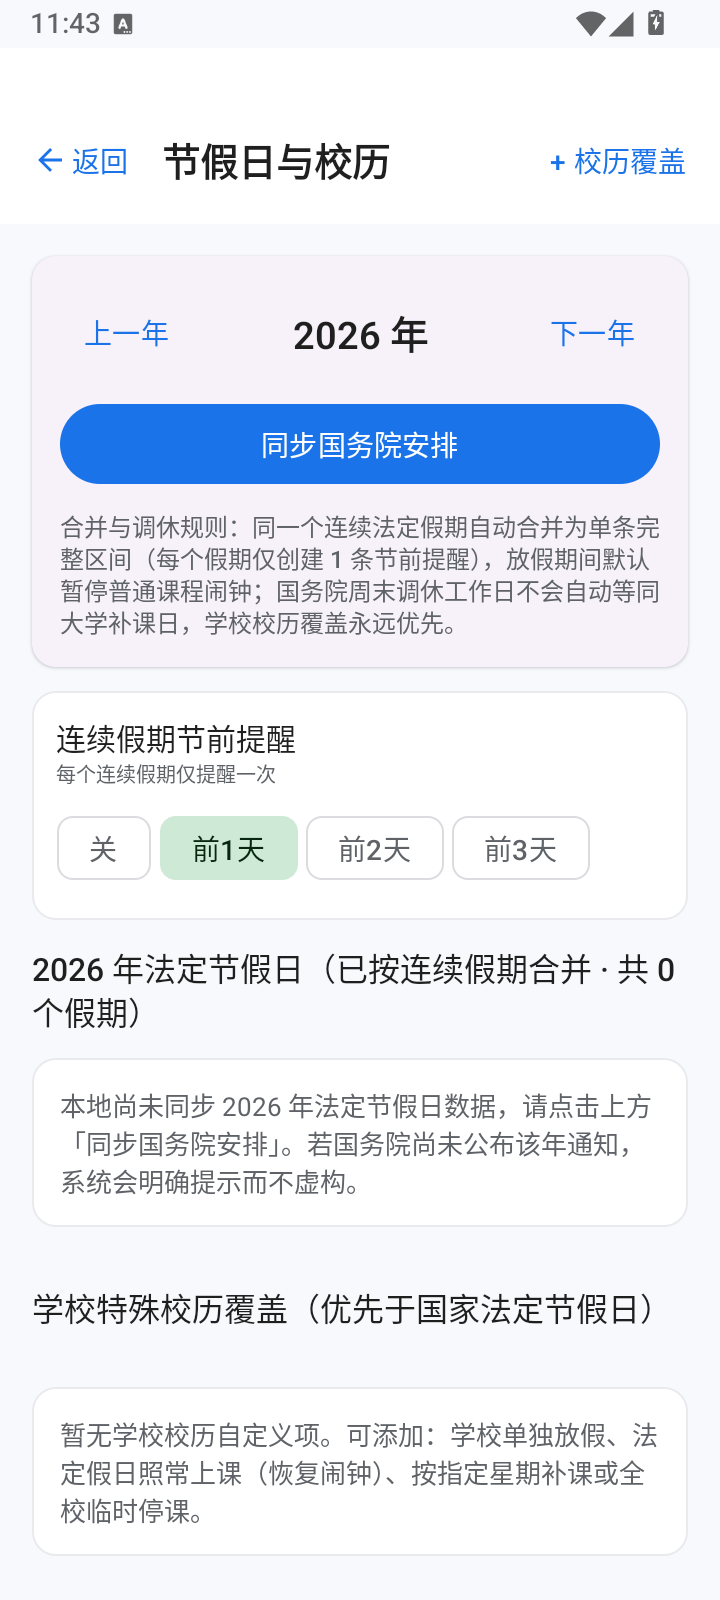 11:43
返回
节假日与校历
+ 校历覆盖
上一年
2026 年
下一年
同步国务院安排
合并与调休规则：同一个连续法定假期自动合并为单条完
整区间（每个假期仅创建 1 条节前提醒），放假期间默认
暂停普通课程闹钟；国务院周末调休工作日不会自动等同
大学补课日，学校校历覆盖永远优先。
连续假期节前提醒
每个连续假期仅提醒一次
关
前1天
前2天
前3天
2026 年法定节假日（已按连续假期合并 · 共 0
个假期）
本地尚未同步 2026 年法定节假日数据，请点击上方
「同步国务院安排」。若国务院尚未公布该年通知，
系统会明确提示而不虚构。
学校特殊校历覆盖（优先于国家法定节假日）
暂无学校校历自定义项。可添加：学校单独放假、法
定假日照常上课（恢复闹钟）、按指定星期补课或全
校临时停课。